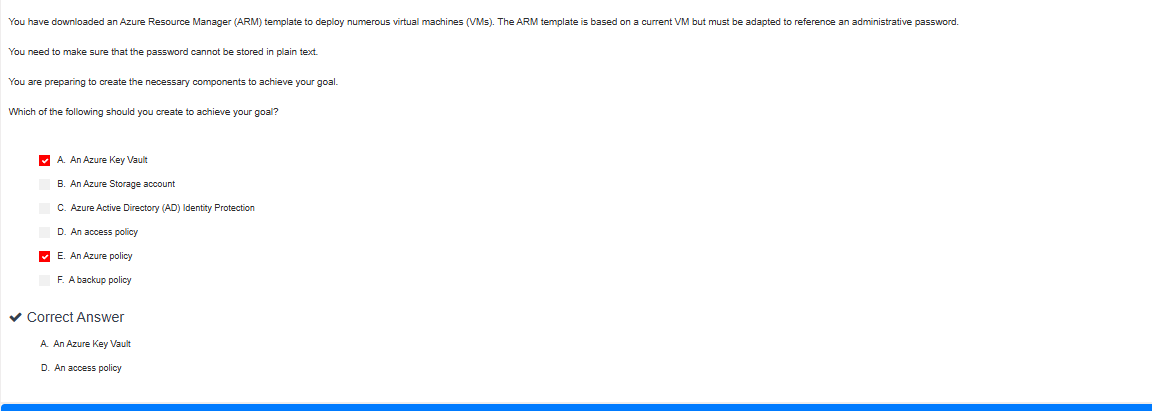 You have downloaded an Azure Resource Manager (ARM) template to deploy numerous virtual machines (VMs). The ARM template is based on a current VM but must be adapted to reference an administrative password.
You need to make sure that the password cannot be stored in plain text.
You are preparing to create the necessary components to achieve your goal.
Which of the following should you create to achieve your goal?
A. An Azure Key Vault
B. An Azure Storage account
C. Azure Active Directory (AD) Identity Protection
D. An access policy
E. An Azure policy
F. A backup policy
Correct Answer
A. An Azure Key Vault
D. An access policy